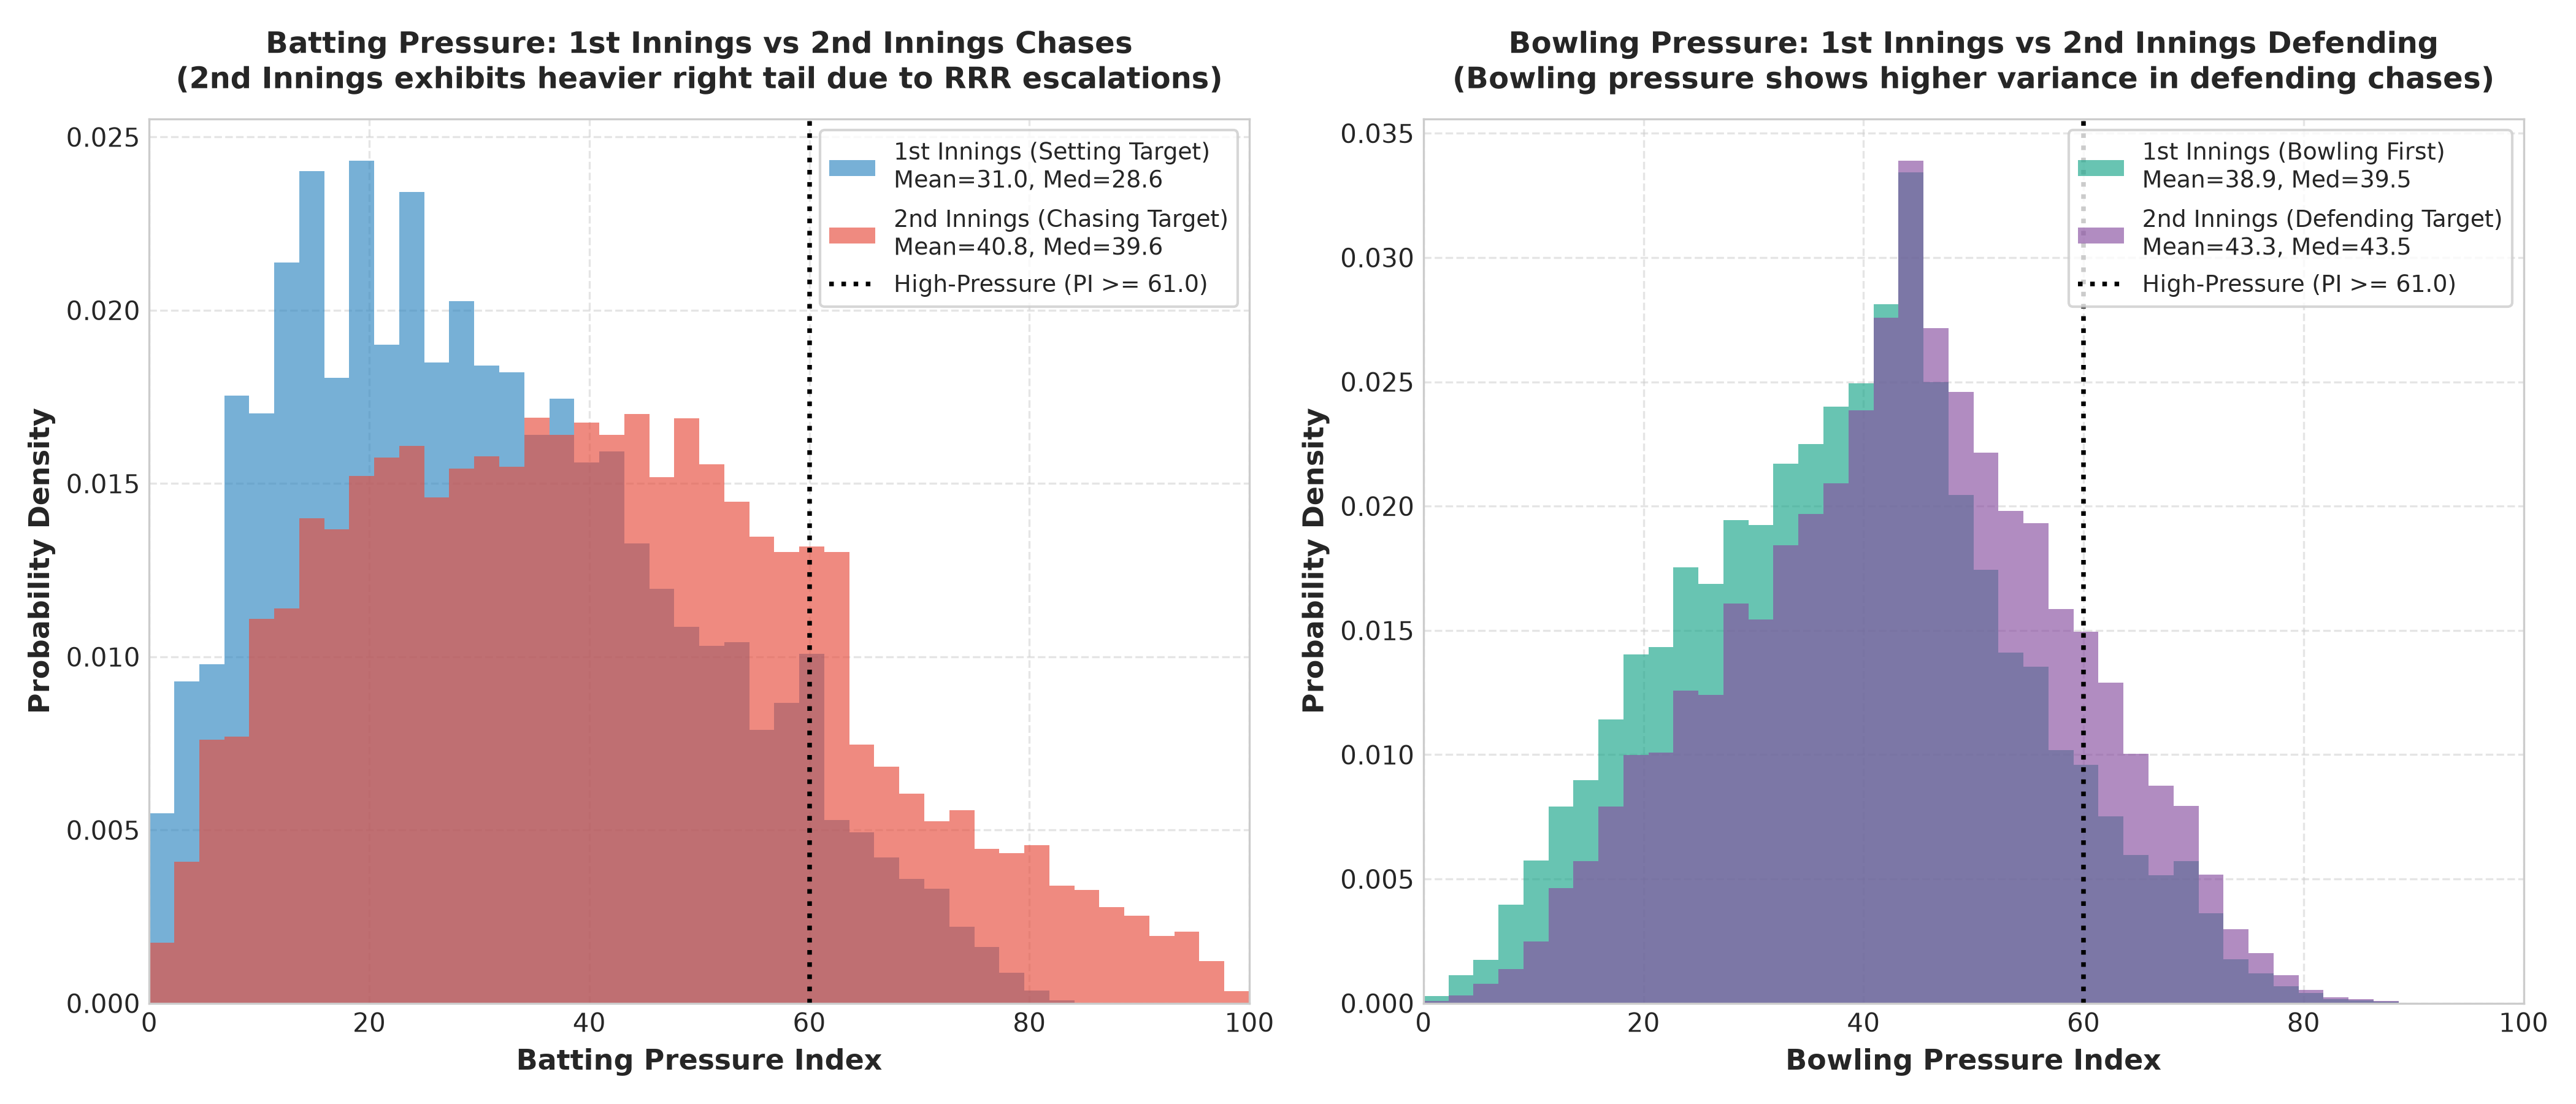 Batting Pressure: 1st Innings vs 2nd Innings Chases
(2nd Innings exhibits heavier right tail due to RRR escalations)
0.025
0.020
0.015
0.010
0.005
0.000
Probability Density
1st Innings (Setting Target)
Mean=31.0, Med=28.6
2nd Innings (Chasing Target)
Mean=40.8, Med=39.6
High-Pressure (PI >= 61.0)
0 20 40 60 80 100
Batting Pressure Index
Bowling Pressure: 1st Innings vs 2nd Innings Defending
(Bowling pressure shows higher variance in defending chases)
0.035
0.030
0.025
0.020
0.015
0.010
0.005
0.000
Probability Density
1st Innings (Bowling First)
Mean=38.9, Med=39.5
2nd Innings (Defending Target)
Mean=43.3, Med=43.5
High-Pressure (PI >= 61.0)
0 20 40 60 80 100
Bowling Pressure Index